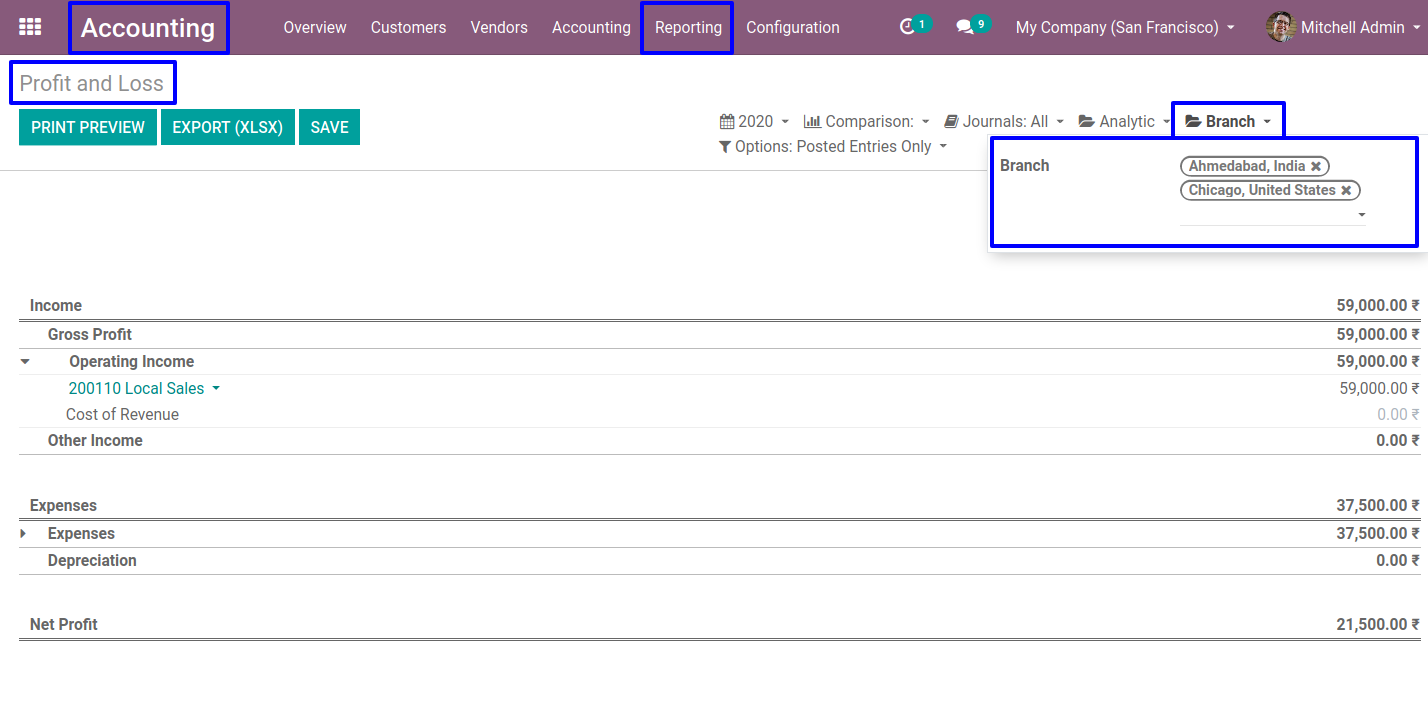 Accounting Overview Customers Vendors Accounting Reporting Configuration 1 9 My Company (San Francisco) Mitchell Admin
Profit and Loss
PRINT PREVIEW EXPORT (XLSX) SAVE
2020 Comparison: Journals: All Analytic Branch
Options: Posted Entries Only
Branch Ahmedabad, India ✖
Chicago, United States ✖
Income 59,000.00 ₹
Gross Profit 59,000.00 ₹
Operating Income 59,000.00 ₹
200110 Local Sales 59,000.00 ₹
Cost of Revenue 0.00 ₹
Other Income 0.00 ₹
Expenses 37,500.00 ₹
Expenses 37,500.00 ₹
Depreciation 0.00 ₹
Net Profit 21,500.00 ₹